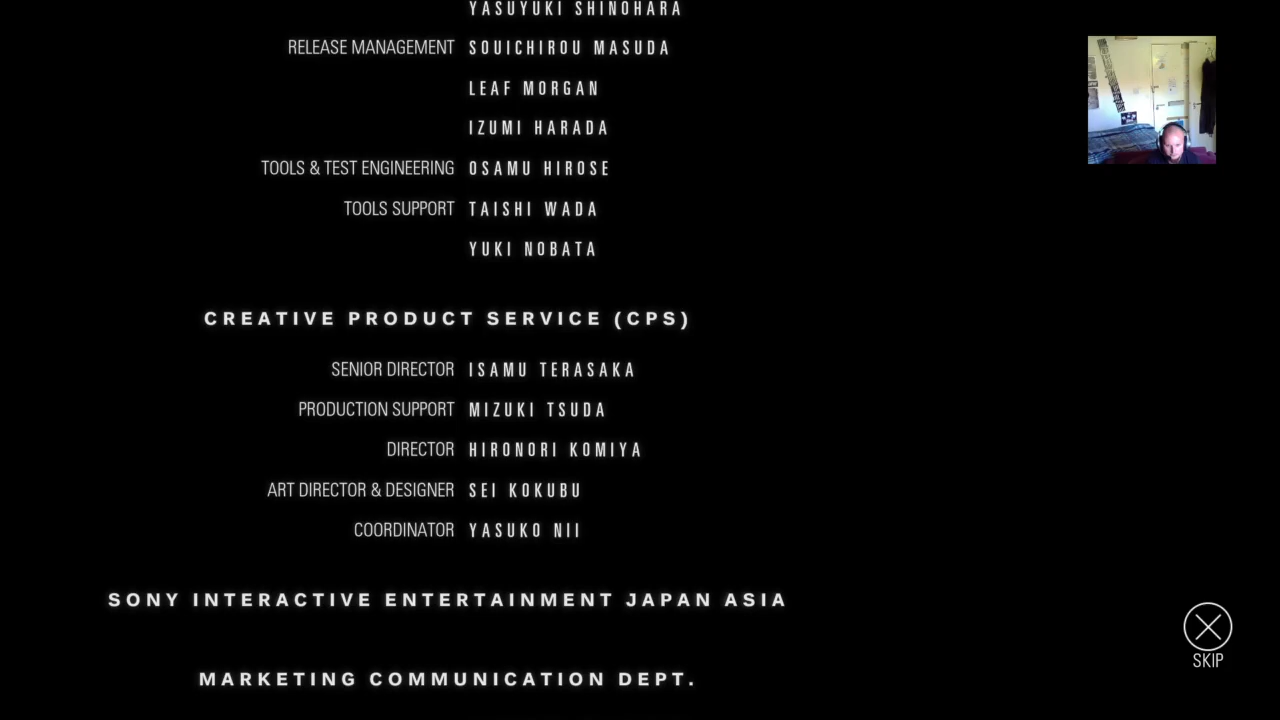 YASUYUKI SHINOHARA
RELEASE MANAGEMENT SOUICHIROU MASUDA
LEAF MORGAN
IZUMI HARADA
TOOLS & TEST ENGINEERING OSAMU HIROSE
TOOLS SUPPORT TAISHI WADA
YUKI NOBATA
CREATIVE PRODUCT SERVICE (CPS)
SENIOR DIRECTOR ISAMU TERASAKA
PRODUCTION SUPPORT MIZUKI TSUDA
DIRECTOR HIRONORI KOMIYA
ART DIRECTOR & DESIGNER SEI KOKUBU
COORDINATOR YASUKO NII
SONY INTERACTIVE ENTERTAINMENT JAPAN ASIA
SKIP
MARKETING COMMUNICATION DEPT.